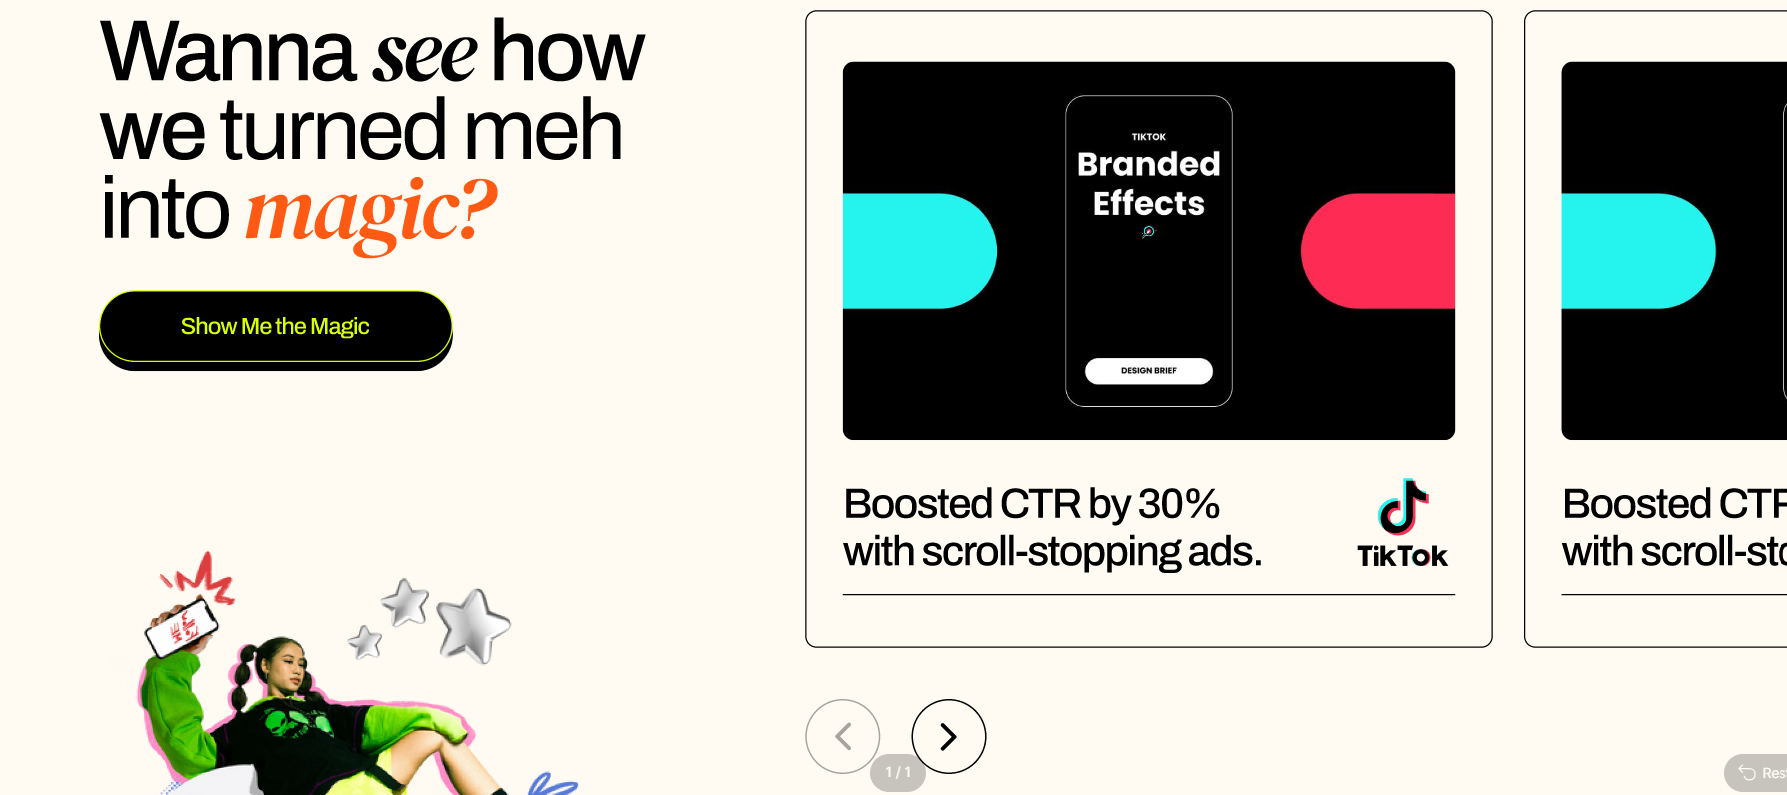 Wanna see how
we turned meh
into magic?
Show Me the Magic
TIKTOK
Branded
Effects
DESIGN BRIEF
Boosted CTR by 30%
with scroll-stopping ads.
TikTok
Boosted CTR
with scroll-sto
1 / 1
Res